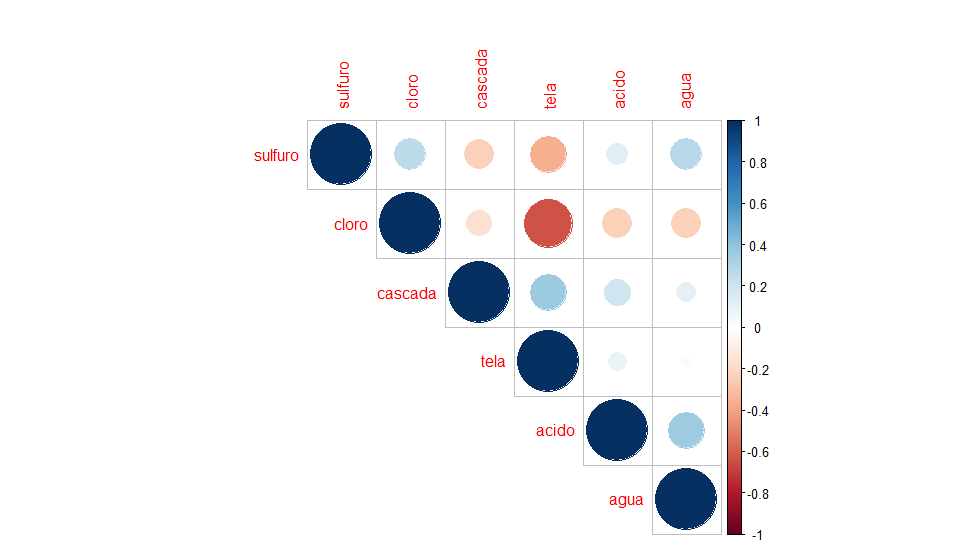 sulfuro cloro cascada tela acido agua
sulfuro
cloro
cascada
tela
acido
agua
1
0.8
0.6
0.4
0.2
0
-0.2
-0.4
-0.6
-0.8
-1